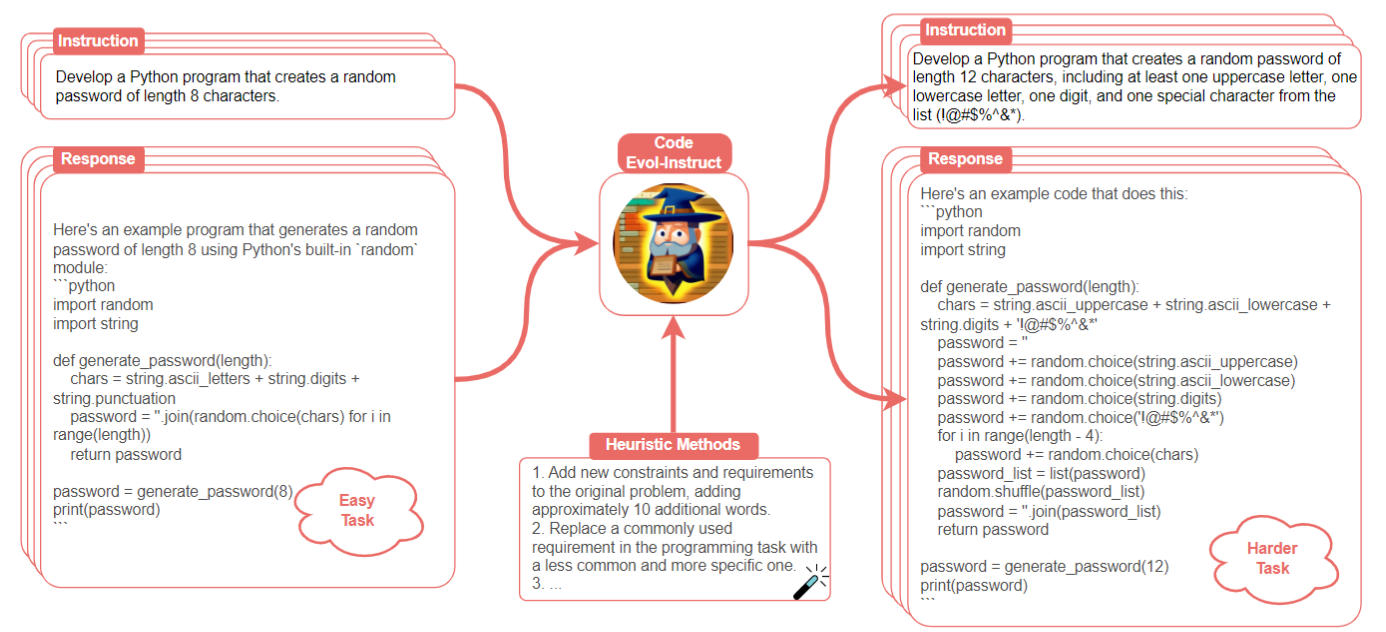 Instruction
Develop a Python program that creates a random
password of length 8 characters.
Response
Here's an example program that generates a random
password of length 8 using Python's built-in `random`
module:
```python
import random
import string
def generate_password(length):
chars = string.ascii_letters + string.digits +
string.punctuation
password = ''.join(random.choice(chars) for i in
range(length))
return password
password = generate_password(8)
print(password)
```
Easy
Task
Code
Evol-Instruct
Heuristic Methods
1. Add new constraints and requirements
to the original problem, adding
approximately 10 additional words.
2. Replace a commonly used
requirement in the programming task with
a less common and more specific one.
3. ...
Instruction
Develop a Python program that creates a random password of
length 12 characters, including at least one uppercase letter, one
lowercase letter, one digit, and one special character from the
list (!@#$%^&*).
Response
Here's an example code that does this:
```python
import random
import string
def generate_password(length):
chars = string.ascii_uppercase + string.ascii_lowercase +
string.digits + '!@#$%^&*'
password = ''
password += random.choice(string.ascii_uppercase)
password += random.choice(string.ascii_lowercase)
password += random.choice(string.digits)
password += random.choice('!@#$%^&*')
for i in range(length - 4):
password += random.choice(chars)
password_list = list(password)
random.shuffle(password_list)
password = ''.join(password_list)
return password
password = generate_password(12)
print(password)
```
Harder
Task